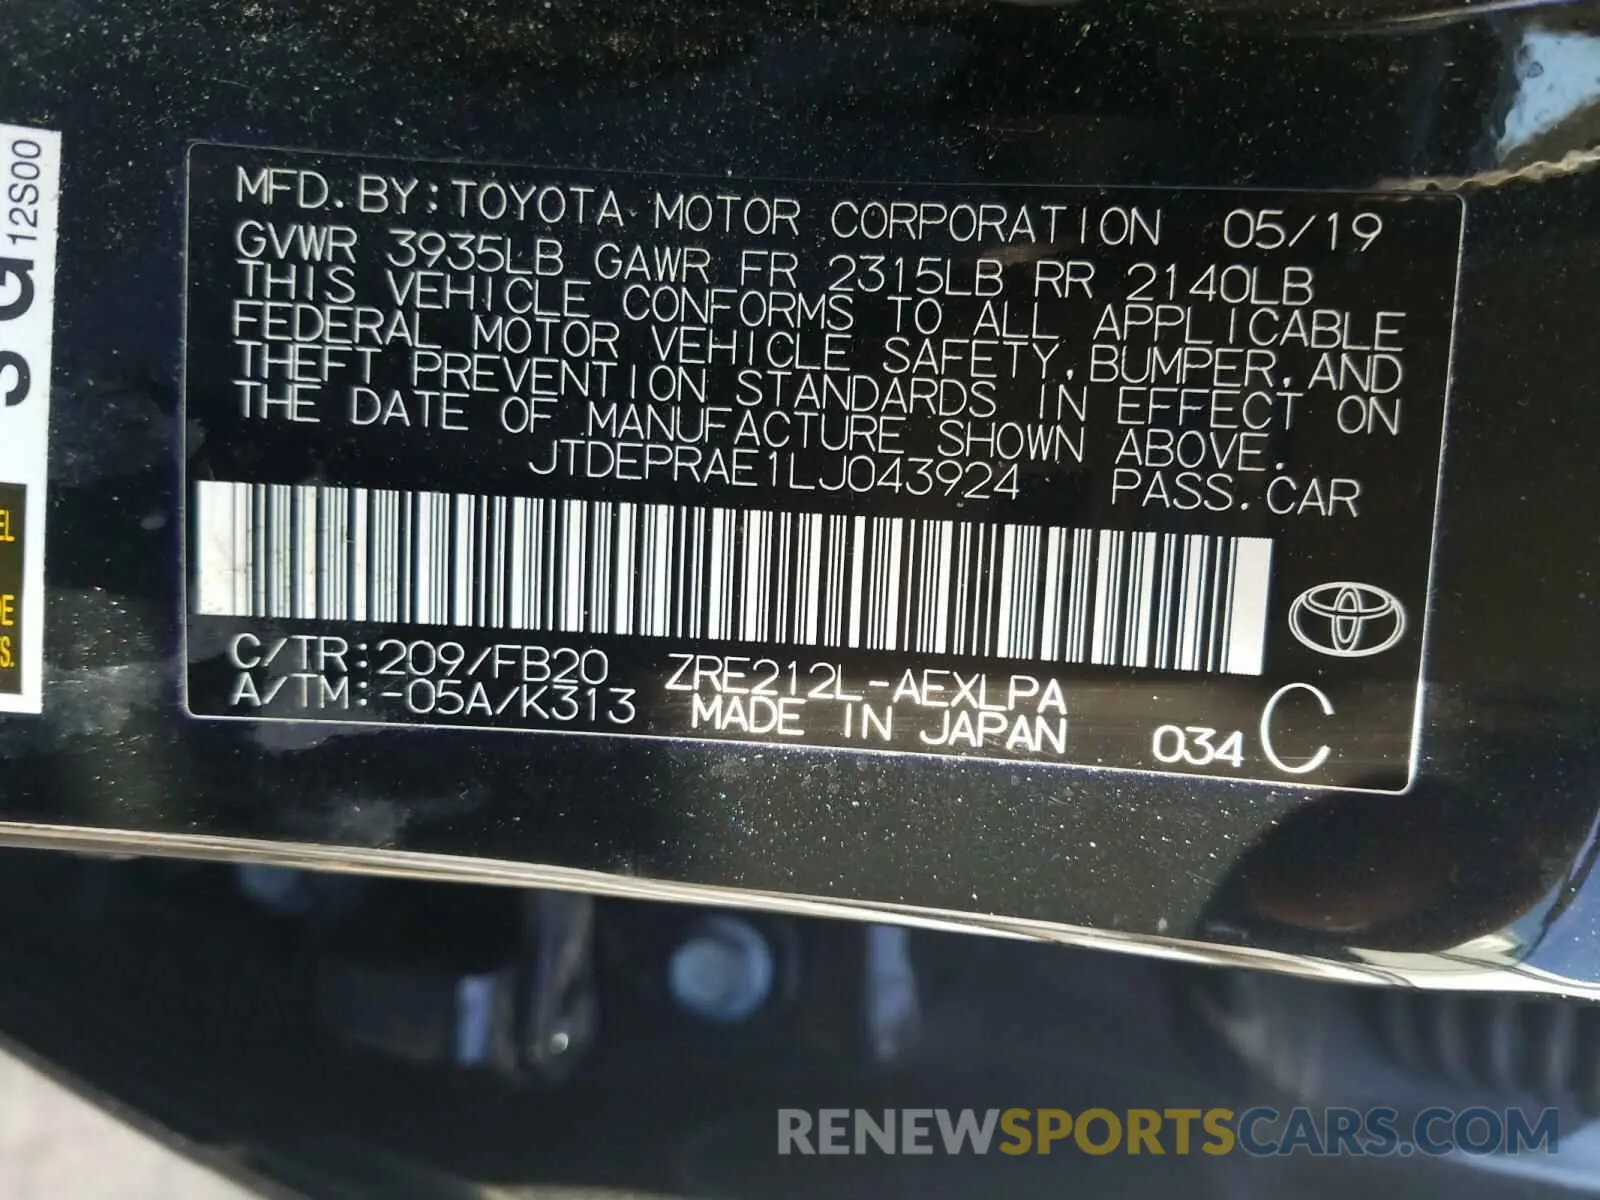 12S00
MFD. BY: TOYOTA MOTOR CORPORATION 05/19
GVWR 3935LB GAWR FR 2315LB RR 2140LB
THIS VEHICLE CONFORMS TO ALL APPLICABLE
FEDERAL MOTOR VEHICLE SAFETY, BUMPER, AND
THEFT PREVENTION STANDARDS IN EFFECT ON
THE DATE OF MANUFACTURE SHOWN ABOVE.
JTDEPRAE1LJ043924 PASS. CAR
C/TR: 209/FB20 ZRE212L-AEXLPA
A/TM: -05A/K313 MADE IN JAPAN 034 C
RENEWSPORTSCARS.COM